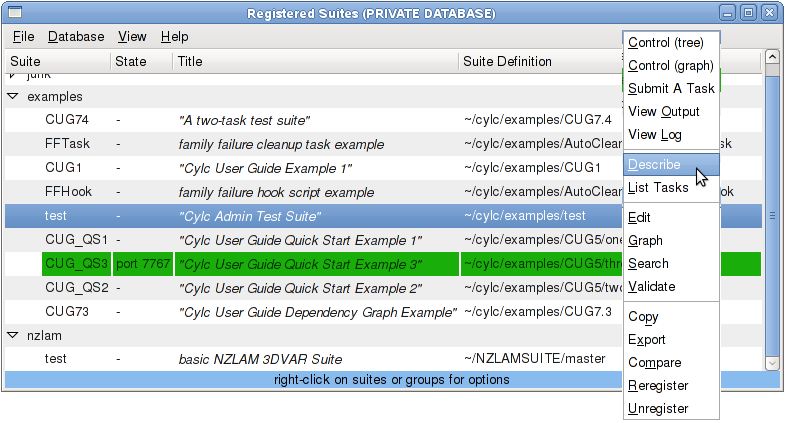 Registered Suites (PRIVATE DATABASE)
File Database View Help
Suite State Title Suite Definition
junk
examples
CUG74 - "A two-task test suite" ~/cylc/examples/CUG7.4
FFTask - family failure cleanup task example ~/cylc/examples/AutoClean sk
CUG1 - "Cylc User Guide Example 1" ~/cylc/examples/CUG1
FFHook - family failure hook script example ~/cylc/examples/AutoClean ok
test - "Cylc Admin Test Suite" ~/cylc/examples/test
CUG_QS1 - "Cylc User Guide Quick Start Example 1" ~/cylc/examples/CUG5/one
CUG_QS3 port 7767 "Cylc User Guide Quick Start Example 3" ~/cylc/examples/CUG5/thr
CUG_QS2 - "Cylc User Guide Quick Start Example 2" ~/cylc/examples/CUG5/two
CUG73 - "Cylc User Guide Dependency Graph Example" ~/cylc/examples/CUG7.3
nzlam
test - basic NZLAM 3DVAR Suite ~/NZLAMSUITE/master
right-click on suites or groups for options
Control (tree)
Control (graph)
Submit A Task
View Output
View Log
Describe
List Tasks
Edit
Graph
Search
Validate
Copy
Export
Compare
Reregister
Unregister